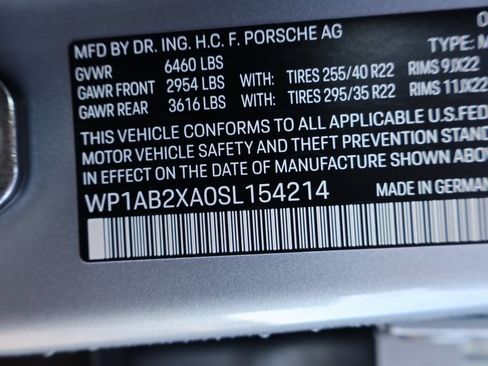 MFD BY DR. ING. H.C. F. PORSCHE AG 0
GVWR 6460 LBS TYPE: M
GAWR FRONT 2954 LBS WITH: TIRES 255/40 R22 RIMS 9JX22
GAWR REAR 3616 LBS WITH: TIRES 295/35 R22 RIMS 11JX22
THIS VEHICLE CONFORMS TO ALL APPLICABLE U.S.FED
MOTOR VEHICLE SAFETY AND THEFT PREVENTION STAND
IN EFFECT ON THE DATE OF MANUFACTURE SHOWN ABOVE
WP1AB2XA0SL154214 MADE IN GERMAN